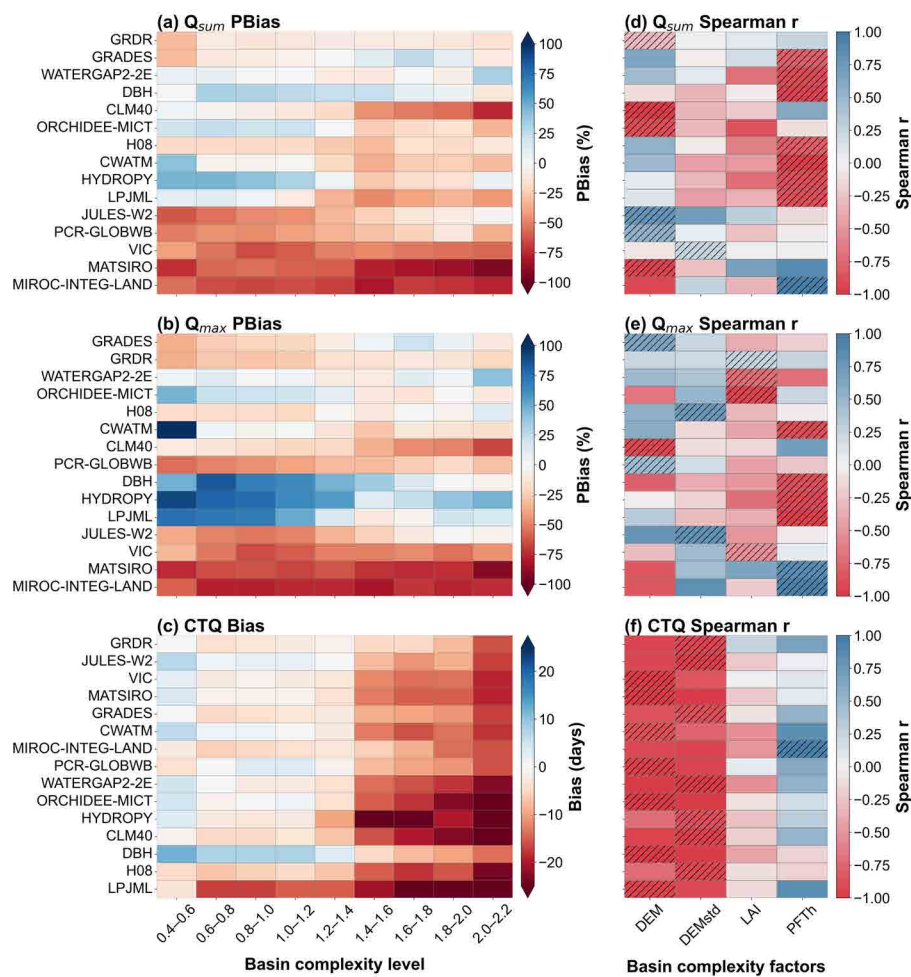 (a) Qsum PBias
GRDR
GRADES
WATERGAP2-2E
DBH
CLM40
ORCHIDEE-MICT
H08
CWATM
HYDROPY
LPJML
JULES-W2
PCR-GLOBWB
VIC
MATSIRO
MIROC-INTEG-LAND
100
75
50
25
0
−25
−50
−75
−100
PBias (%)
(d) Qsum Spearman r
1.00
0.75
0.50
0.25
0.00
−0.25
−0.50
−0.75
−1.00
Spearman r
(b) Qmax PBias
GRADES
GRDR
WATERGAP2-2E
ORCHIDEE-MICT
H08
CWATM
CLM40
PCR-GLOBWB
DBH
HYDROPY
LPJML
JULES-W2
VIC
MATSIRO
MIROC-INTEG-LAND
100
75
50
25
0
−25
−50
−75
−100
PBias (%)
(e) Qmax Spearman r
1.00
0.75
0.50
0.25
0.00
−0.25
−0.50
−0.75
−1.00
Spearman r
(c) CTQ Bias
GRDR
JULES-W2
VIC
MATSIRO
GRADES
CWATM
MIROC-INTEG-LAND
PCR-GLOBWB
WATERGAP2-2E
ORCHIDEE-MICT
HYDROPY
CLM40
DBH
H08
LPJML
0.4–0.6
0.6–0.8
0.8–1.0
1.0–1.2
1.2–1.4
1.4–1.6
1.6–1.8
1.8–2.0
2.0–2.2
Basin complexity level
20
10
0
−10
−20
Bias (days)
(f) CTQ Spearman r
DEM
DEMstd
LAI
PFTh
Basin complexity factors
1.00
0.75
0.50
0.25
0.00
−0.25
−0.50
−0.75
−1.00
Spearman r